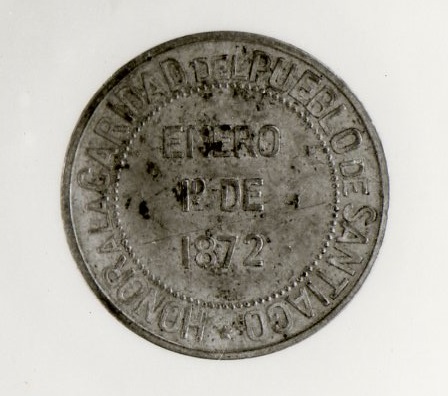 HONOR A LA CARIDAD DEL PUEBLO DE SANTIAGO
ENERO
1º DE
1872